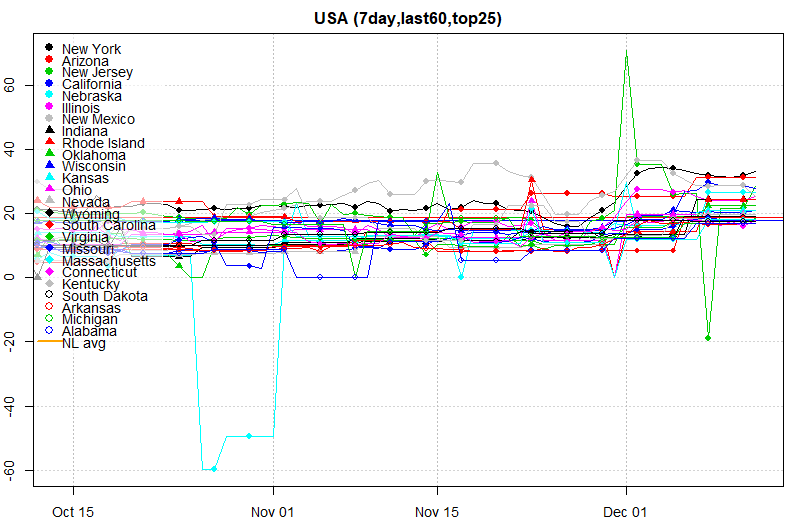 USA (7day,last60,top25)
60
40
20
0
-20
-40
-60
New York
Arizona
New Jersey
California
Nebraska
Illinois
New Mexico
Indiana
Rhode Island
Oklahoma
Wisconsin
Kansas
Ohio
Nevada
Wyoming
South Carolina
Virginia
Missouri
Massachusetts
Connecticut
Kentucky
South Dakota
Arkansas
Michigan
Alabama
NL avg
Oct 15
Nov 01
Nov 15
Dec 01